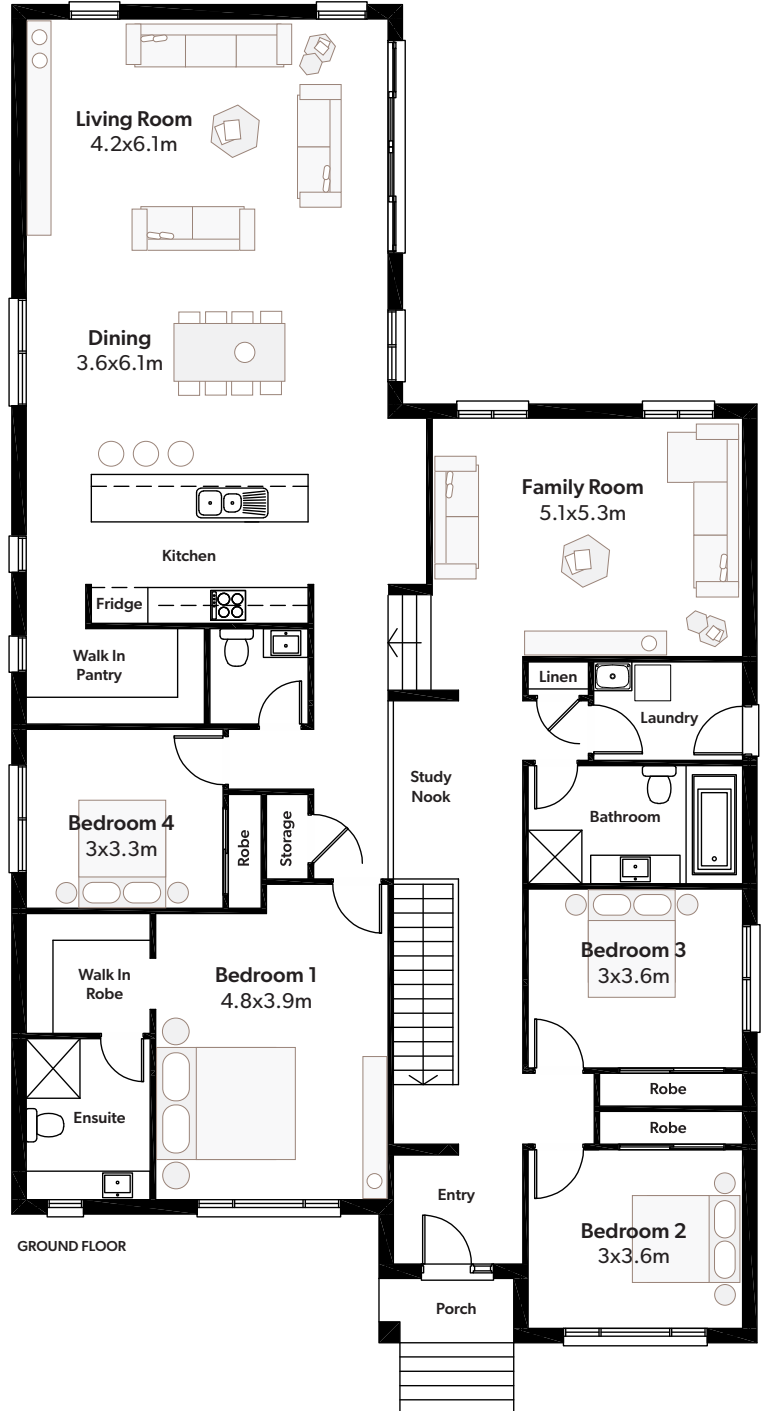 Living Room
4.2x6.1m
Dining
3.6x6.1m
Family Room
5.1x5.3m
Kitchen
Fridge
Walk In
Pantry
Linen
Laundry
Study
Nook
Bathroom
Bedroom 4
3x3.3m
Robe
Storage
Bedroom 3
3x3.6m
Walk In
Robe
Bedroom 1
4.8x3.9m
Robe
Robe
Ensuite
Entry
Bedroom 2
3x3.6m
GROUND FLOOR
Porch